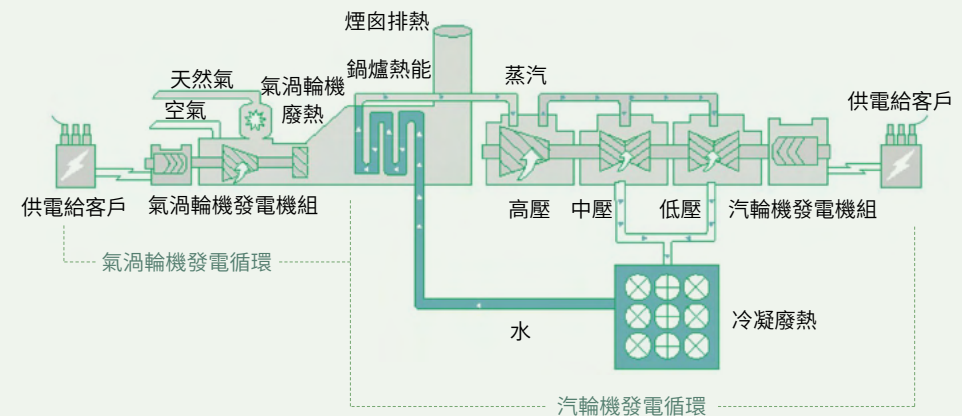 煙囪排熱
天然氣
空氣
氣渦輪機
廢熱
鍋爐熱能
蒸汽
供電給客戶
供電給客戶
氣渦輪機發電機組
高壓
中壓
低壓
汽輪機發電機組
氣渦輪機發電循環
水
冷凝廢熱
汽輪機發電循環